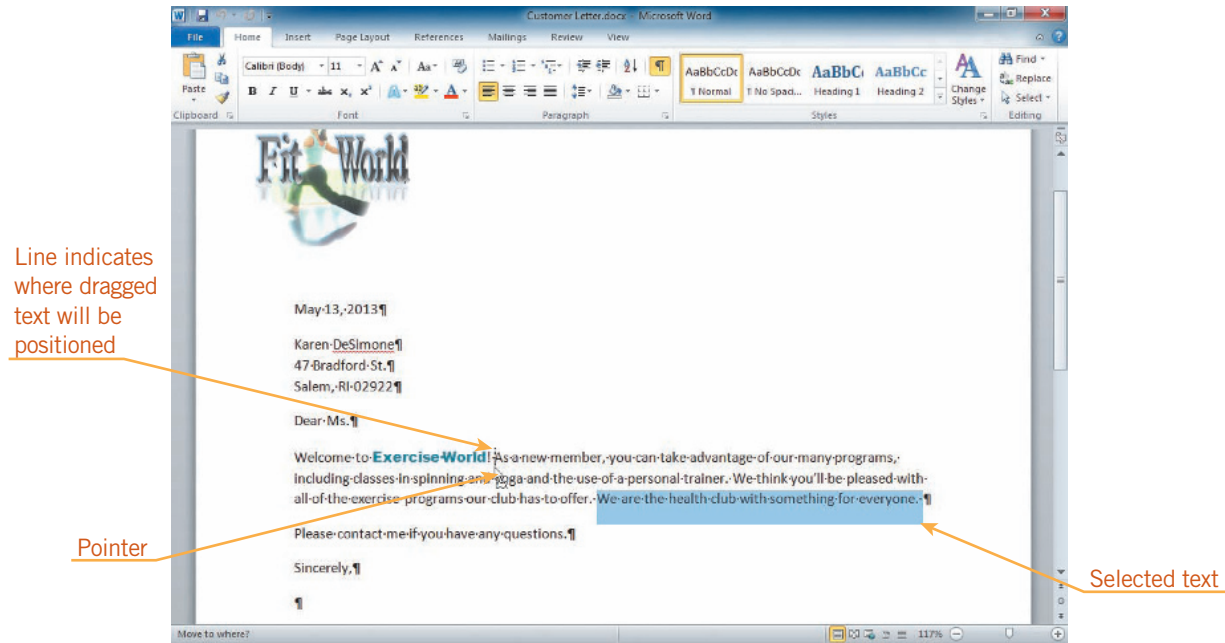 Customer Letter.docx - Microsoft Word
File Home Insert Page Layout References Mailings Review View
Calibri (Body) 11 A A Aa
Paste
B I U abc x, x² A ab A
AaBbCcDc AaBbCcDc AaBbC AaBbCc
¶ Normal ¶ No Spac... Heading 1 Heading 2
Change Styles
Find
Replace
Select
Clipboard Font Paragraph Styles Editing
Fit World
Line indicates
where dragged
text will be
positioned
May·13,·2013¶
Karen·DeSimone¶
47·Bradford·St.¶
Salem,·RI·02922¶
Dear·Ms.¶
Welcome·to·Exercise·World!·As·a·new·member,·you·can·take·advantage·of·our·many·programs,·
including·classes·in·spinning·and·yoga·and·the·use·of·a·personal·trainer.·We·think·you'll·be·pleased·with·
all·of·the·exercise·programs·our·club·has·to·offer.·We·are·the·health·club·with·something·for·everyone.·¶
Pointer
Please·contact·me·if·you·have·any·questions.¶
Sincerely,¶
¶
Selected text
Move to where?
117%